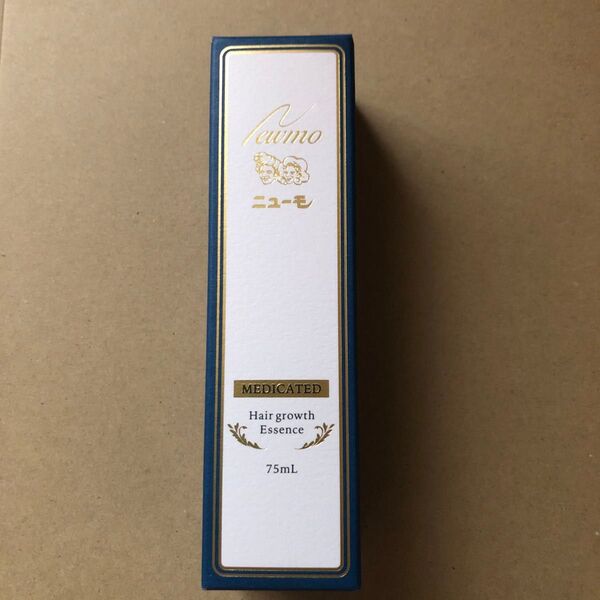 Newmo
ニューモ
MEDICATED
Hair growth
Essence
75mL